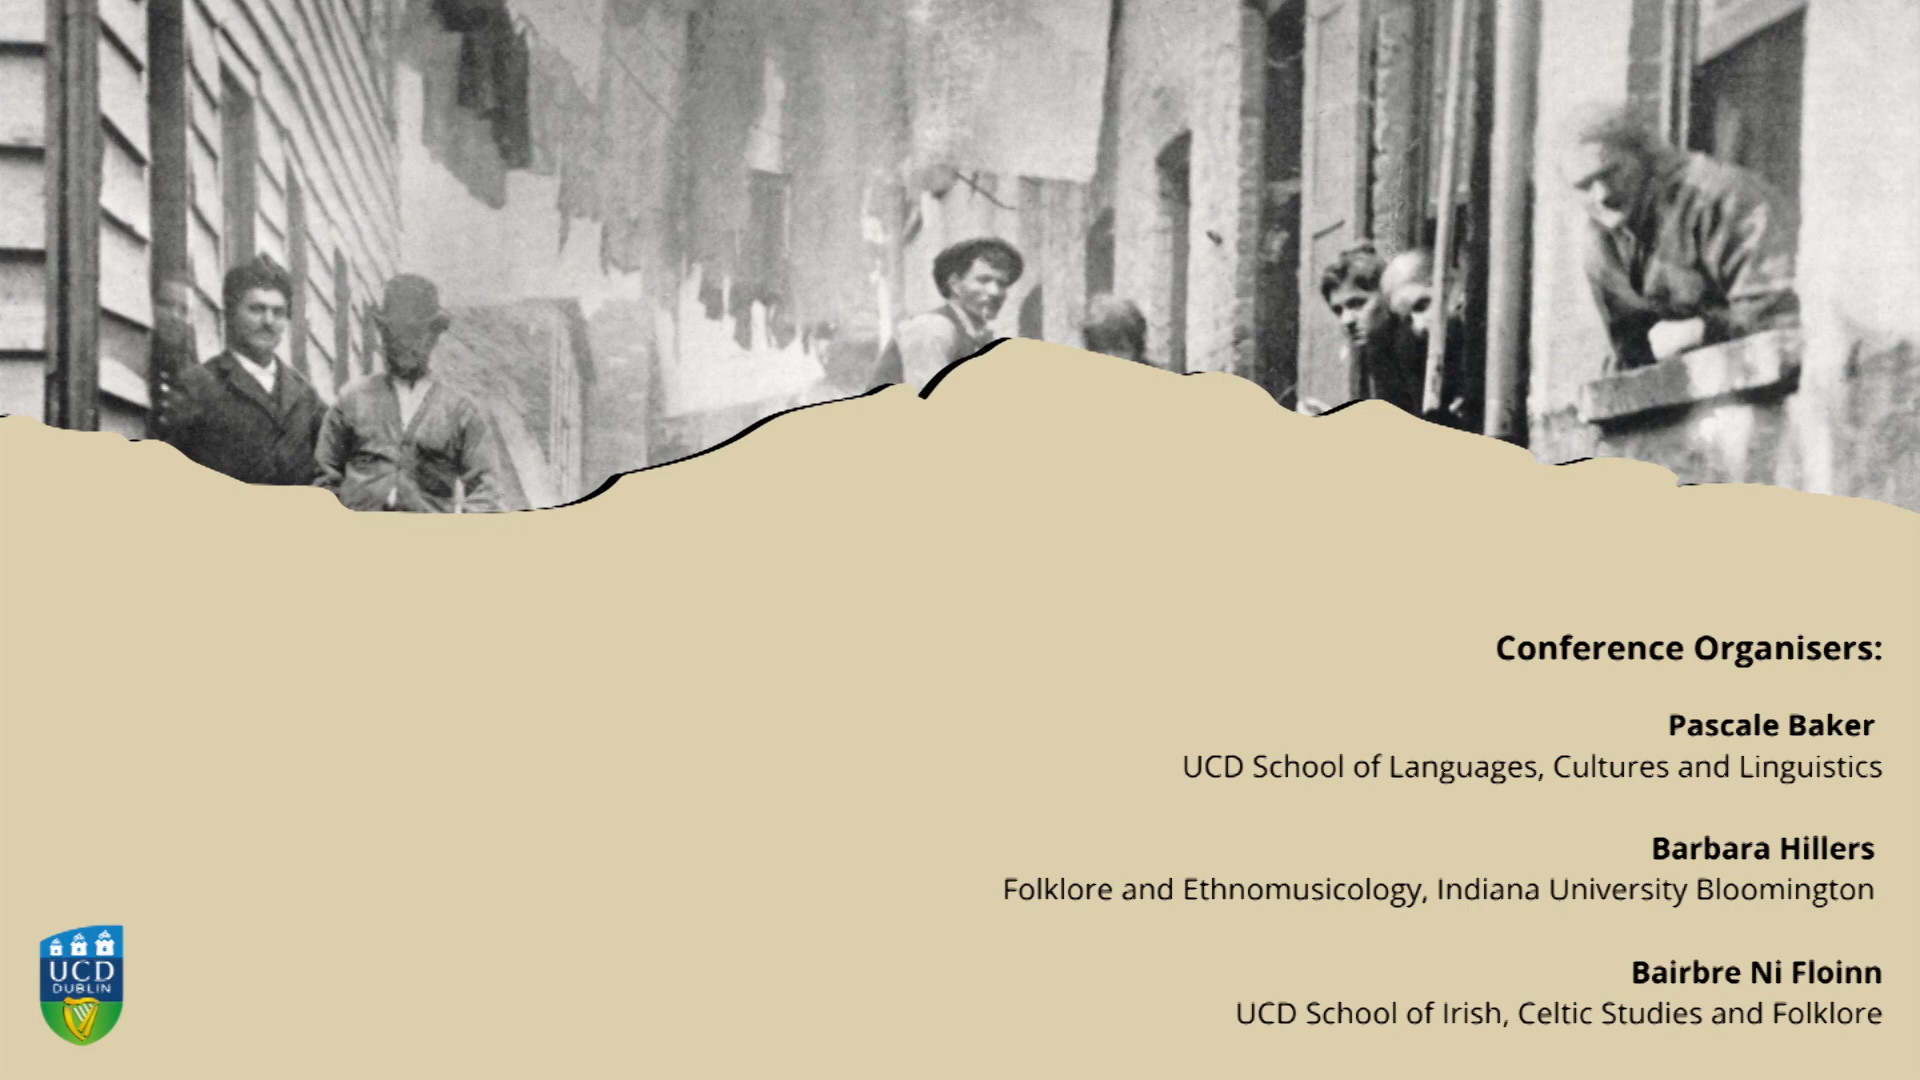 Conference Organisers:
Pascale Baker
UCD School of Languages, Cultures and Linguistics
Barbara Hillers
Folklore and Ethnomusicology, Indiana University Bloomington
Bairbre Ni Floinn
UCD School of Irish, Celtic Studies and Folklore
UCD
DUBLIN